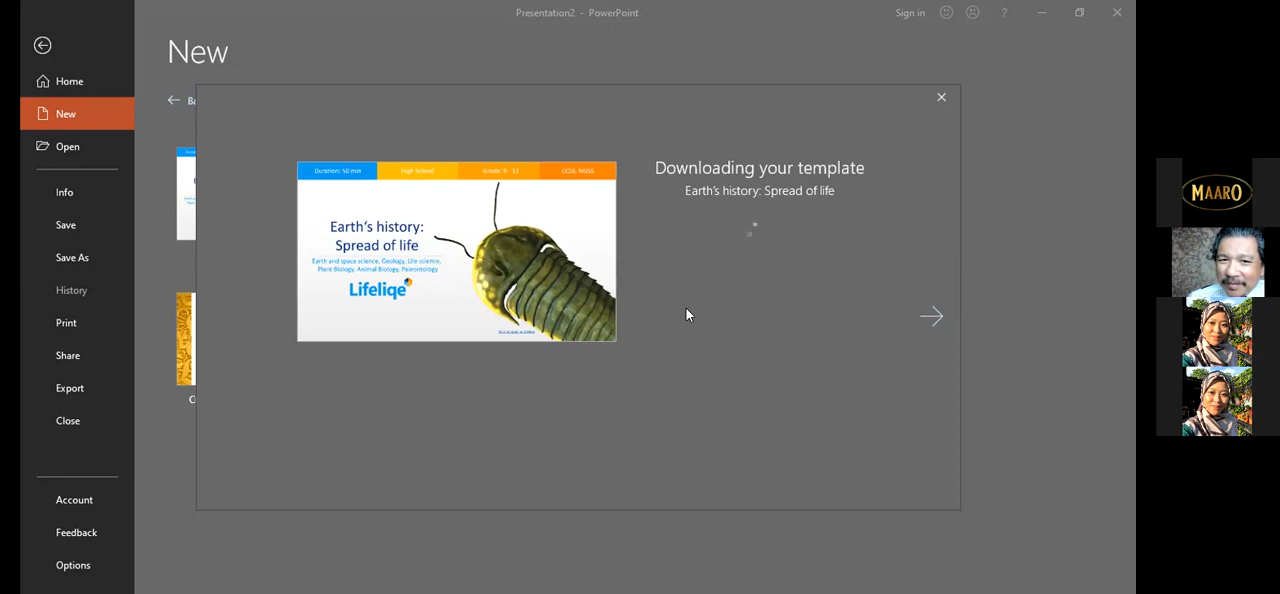 Presentation2 - PowerPoint
Sign in
?
New
Home
New
Open
Info
Save
Save As
History
Print
Share
Export
Close
Account
Feedback
Options
Duration: 50 min
High School
Grade: 9 - 12
CCSS, NGSS
Earth's history:
Spread of life
Earth and space science, Geology, Life science,
Plant Biology, Animal Biology, Paleontology
Lifeliqe
Downloading your template
Earth's history: Spread of life
MAARO